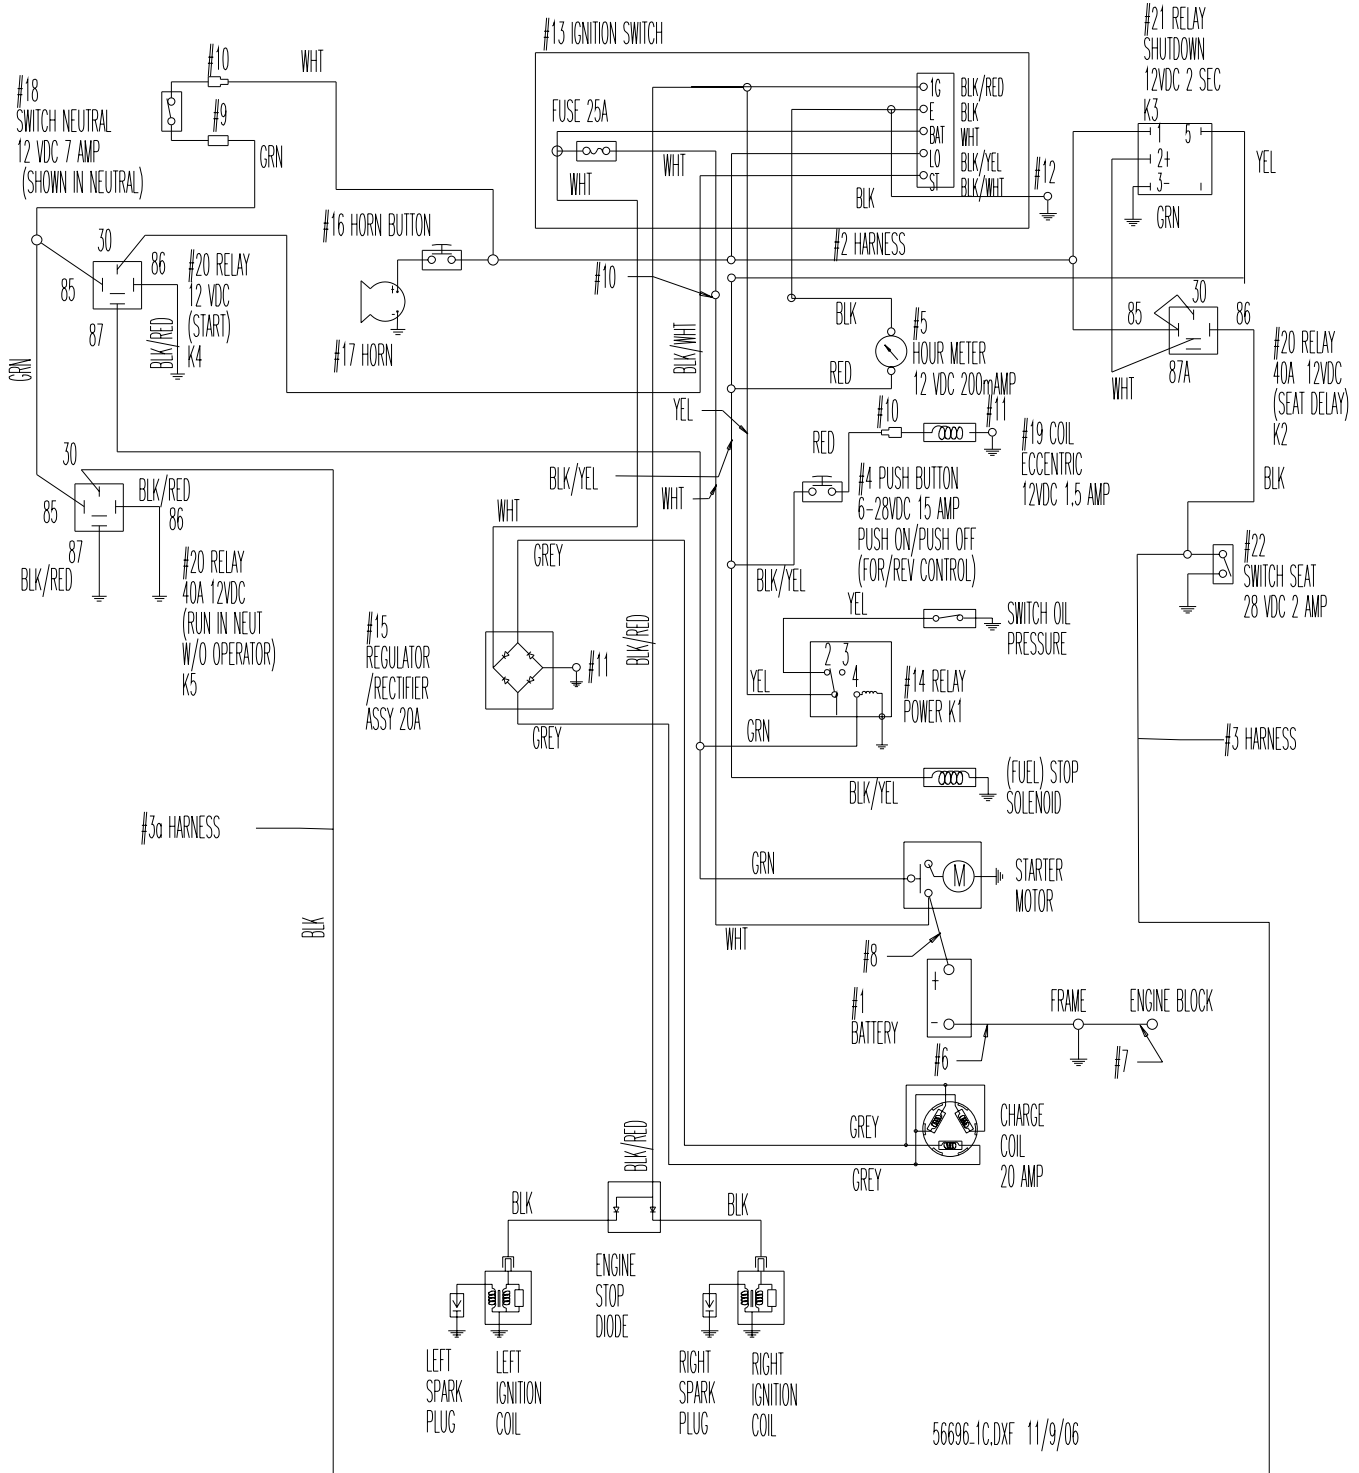 #13 IGNITION SWITCH
#21 RELAY
SHUTDOWN
12VDC 2 SEC
K3
1
5
2+
3-
GRN
YEL
#10
WHT
#9
GRN
#18
SWITCH NEUTRAL
12 VDC 7 AMP
(SHOWN IN NEUTRAL)
FUSE 25A
WHT
WHT
1G
E
BAT
LO
ST
BLK/RED
BLK
WHT
BLK/YEL
BLK/WHT
BLK
#12
#16 HORN BUTTON
#2 HARNESS
#10
#17 HORN
30
86
85
87
#20 RELAY
12 VDC
(START)
K4
BLK/RED
GRN
BLK/WHT
BLK
#5
HOUR METER
12 VDC 200mAMP
RED
30
85
86
87A
WHT
#20 RELAY
40A 12VDC
(SEAT DELAY)
K2
BLK
YEL
#10
#11
RED
#19 COIL
ECCENTRIC
12VDC 1,5 AMP
BLK/YEL
WHT
#4 PUSH BUTTON
6-28VDC 15 AMP
PUSH ON/PUSH OFF
(FOR/REV CONTROL)
BLK/YEL
30
85
BLK/RED
86
87
BLK/RED
#20 RELAY
40A 12VDC
(RUN IN NEUT
W/O OPERATOR)
K5
WHT
GREY
#22
SWITCH SEAT
28 VDC 2 AMP
#15
REGULATOR
/RECTIFIER
ASSY 20A
#11
GREY
BLK/RED
YEL
SWITCH OIL
PRESSURE
2
3
4
YEL
#14 RELAY
POWER K1
GRN
#3 HARNESS
BLK/YEL
(FUEL) STOP
SOLENOID
#3a HARNESS
BLK
GRN
M
STARTER
MOTOR
WHT
#8
+
-
#1
BATTERY
FRAME
ENGINE BLOCK
#6
#7
GREY
CHARGE
COIL
20 AMP
GREY
BLK/RED
BLK
BLK
ENGINE
STOP
DIODE
LEFT
SPARK
PLUG
LEFT
IGNITION
COIL
RIGHT
SPARK
PLUG
RIGHT
IGNITION
COIL
56696_1C.DXF 11/9/06